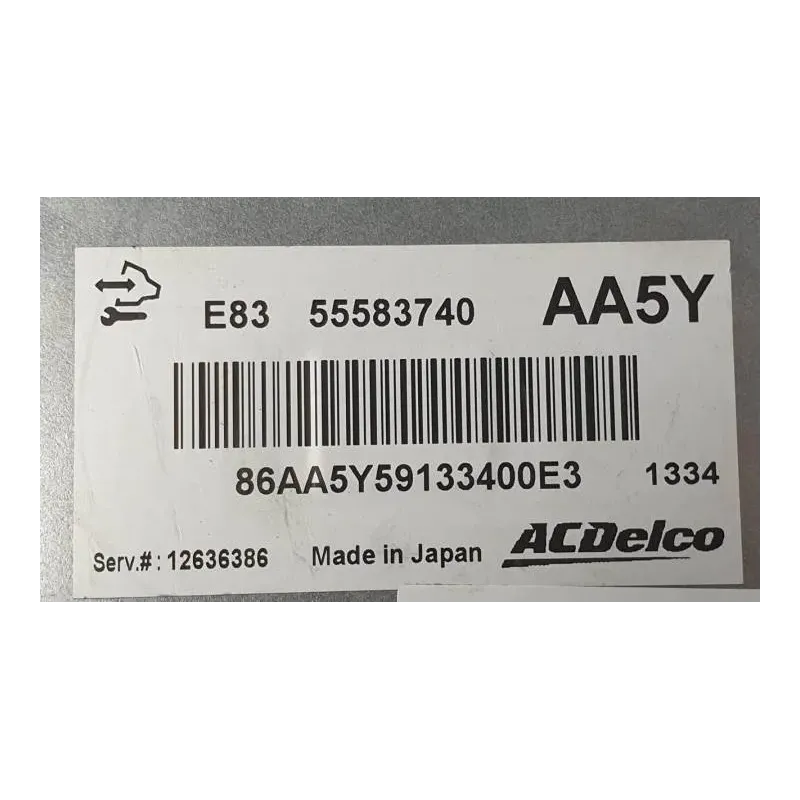 E83 55583740 AA5Y
86AA5Y59133400E3 1334
Serv.#: 12636386 Made in Japan ACDelco